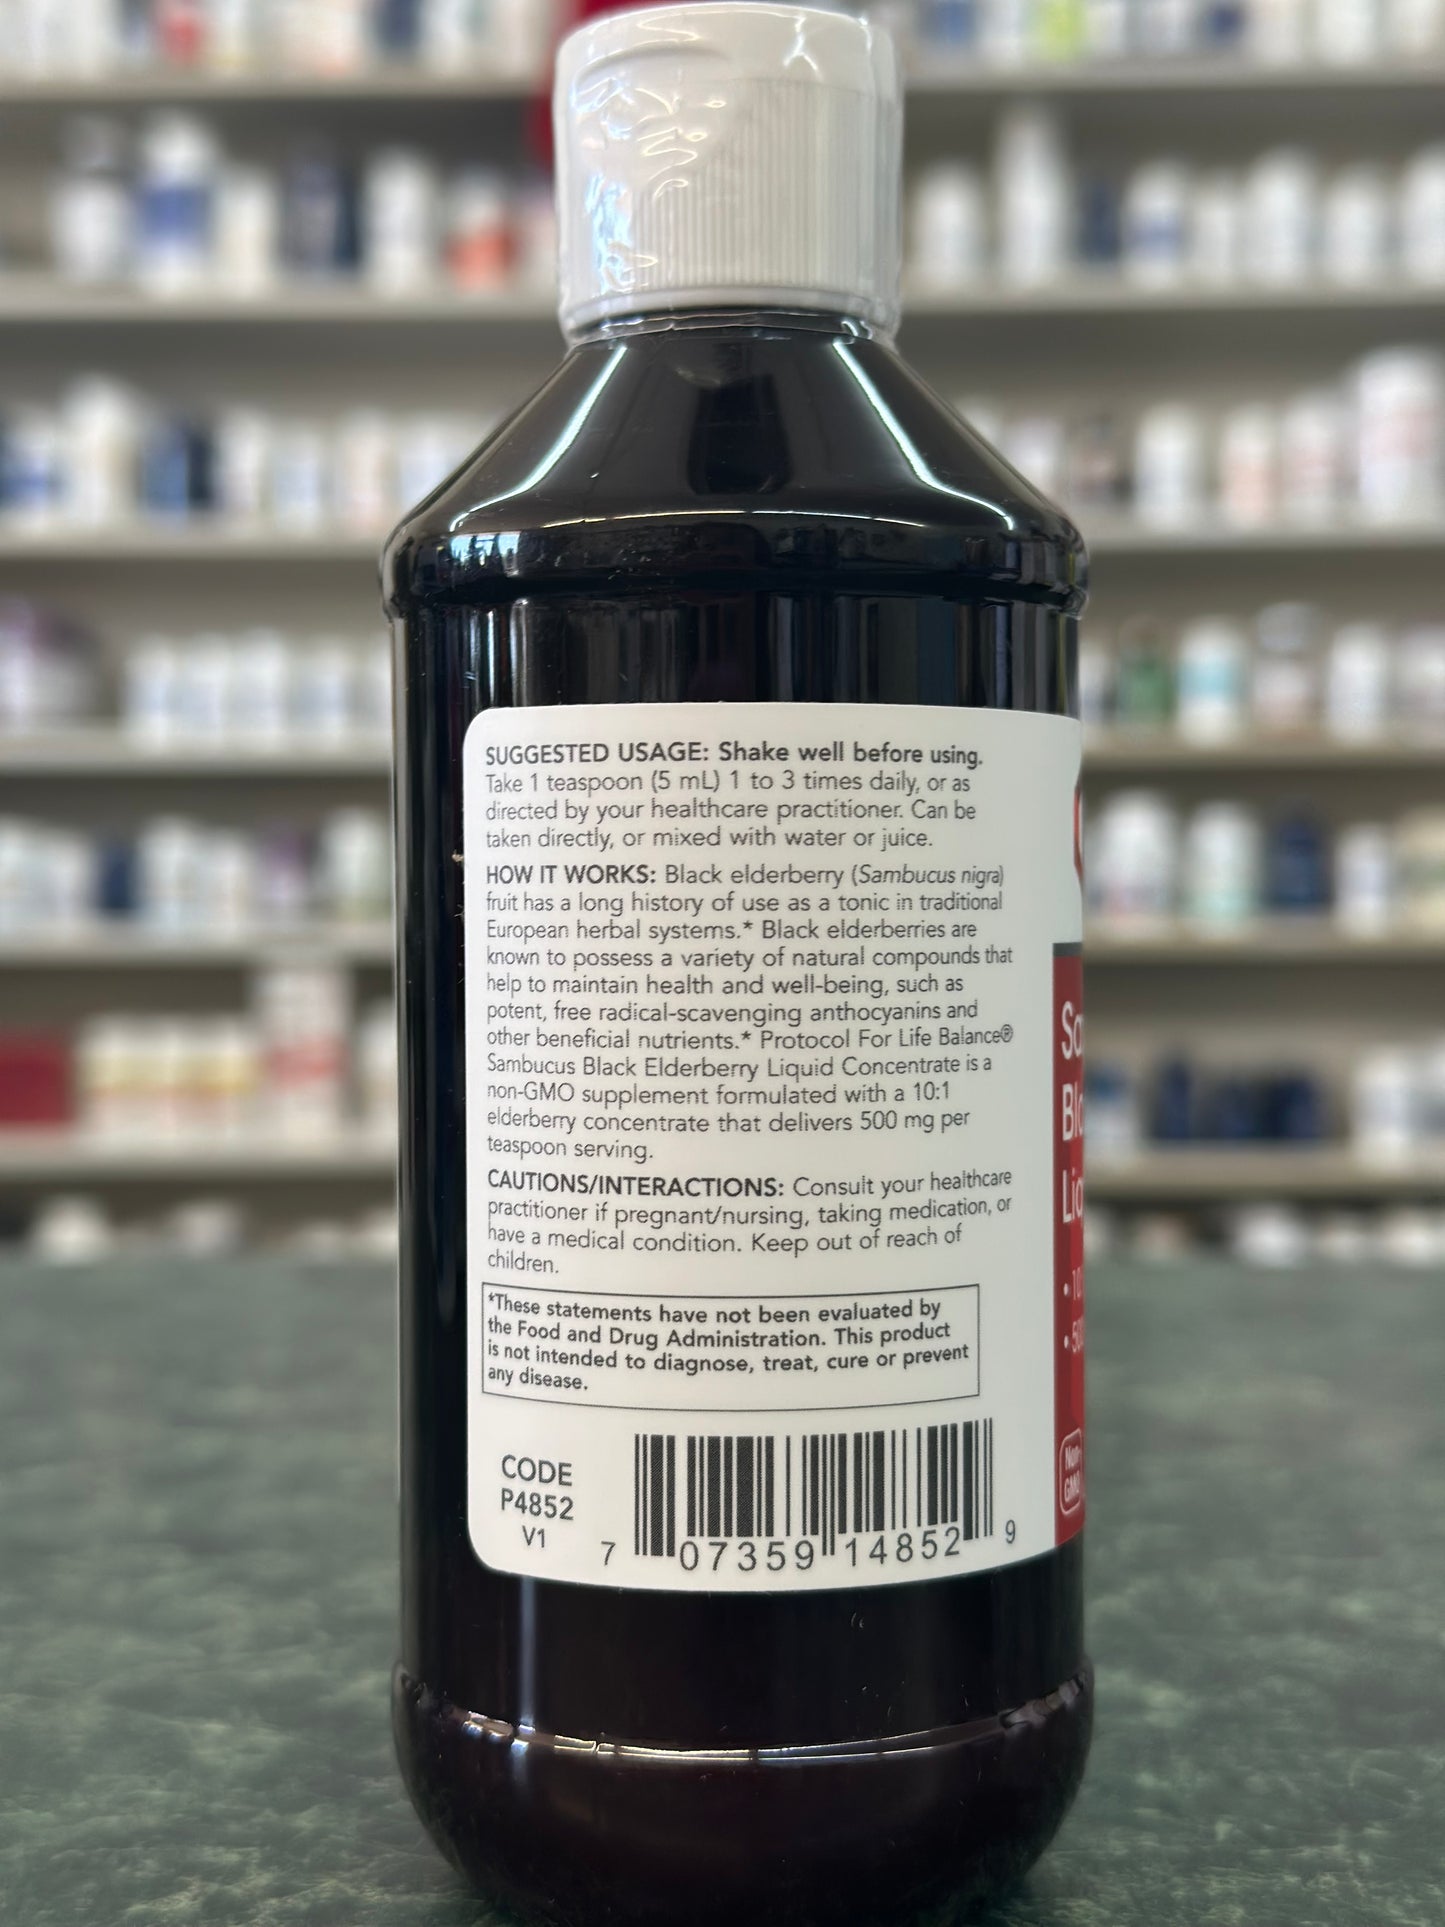 SUGGESTED USAGE: Shake well before using.
Take 1 teaspoon (5 mL) 1 to 3 times daily, or as
directed by your healthcare practitioner. Can be
taken directly, or mixed with water or juice.
HOW IT WORKS: Black elderberry (Sambucus nigra)
fruit has a long history of use as a tonic in traditional
European herbal systems.* Black elderberries are
known to possess a variety of natural compounds that
help to maintain health and well-being, such as
potent, free radical-scavenging anthocyanins and
other beneficial nutrients.* Protocol For Life Balance®
Sambucus Black Elderberry Liquid Concentrate is a
non-GMO supplement formulated with a 10:1
elderberry concentrate that delivers 500 mg per
teaspoon serving.
CAUTIONS/INTERACTIONS: Consult your healthcare
practitioner if pregnant/nursing, taking medication, or
have a medical condition. Keep out of reach of
children.
*These statements have not been evaluated by
the Food and Drug Administration. This product
is not intended to diagnose, treat, cure or prevent
any disease.
CODE
P4852
V1
7 07359 14852 9
Non-
GMO